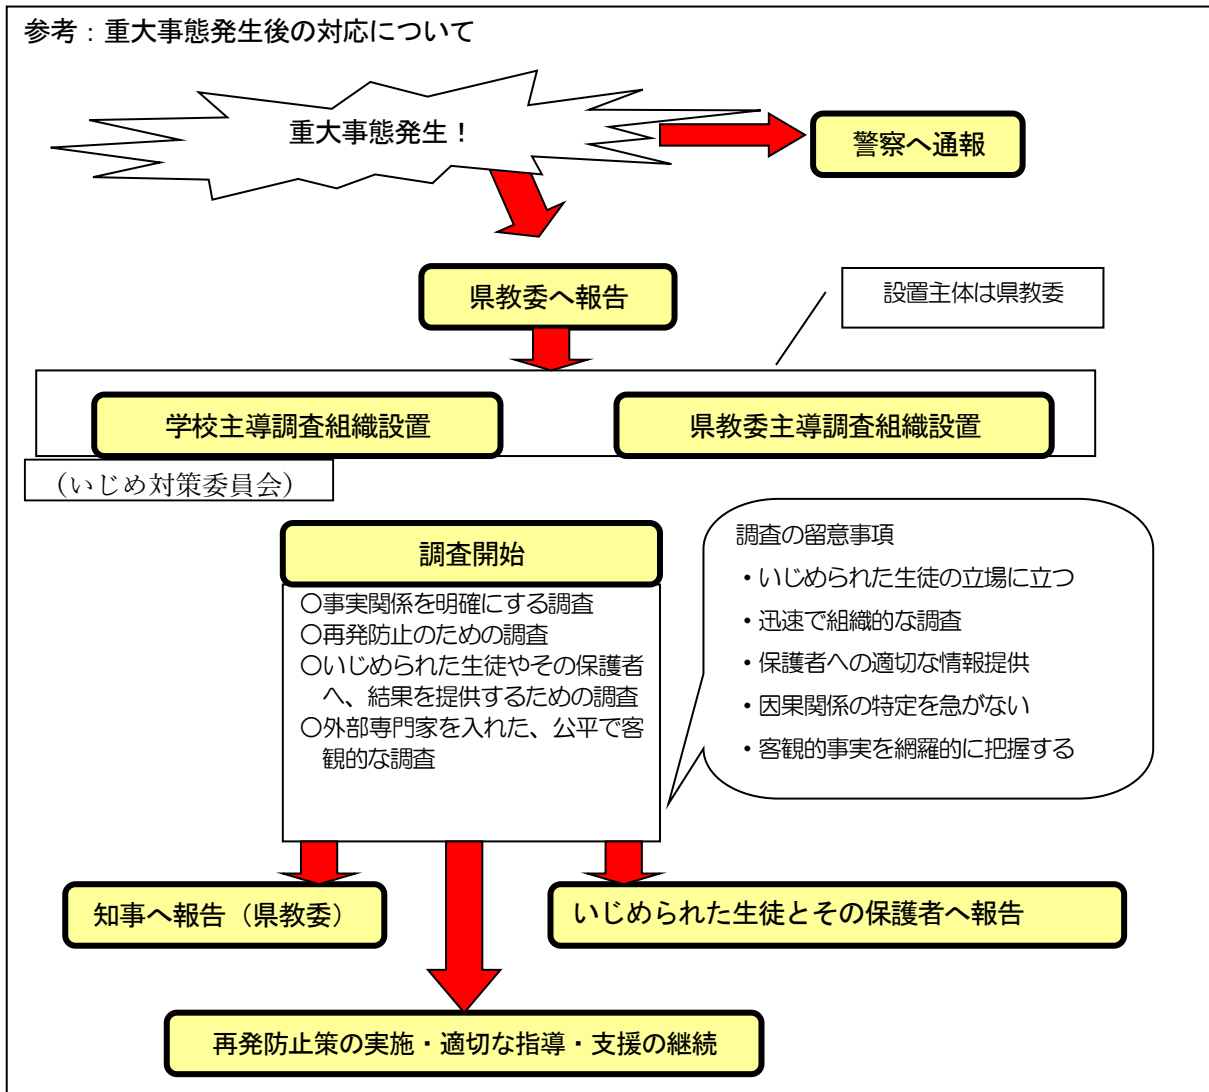 参考：重大事態発生後の対応について
重大事態発生！
警察へ通報
県教委へ報告
設置主体は県教委
学校主導調査組織設置
県教委主導調査組織設置
（いじめ対策委員会）
調査開始
〇事実関係を明確にする調査
〇再発防止のための調査
〇いじめられた生徒やその保護者
へ、結果を提供するための調査
〇外部専門家を入れた、公平で客
観的な調査
調査の留意事項
・いじめられた生徒の立場に立つ
・迅速で組織的な調査
・保護者への適切な情報提供
・因果関係の特定を急がない
・客観的事実を網羅的に把握する
知事へ報告（県教委）
いじめられた生徒とその保護者へ報告
再発防止策の実施・適切な指導・支援の継続